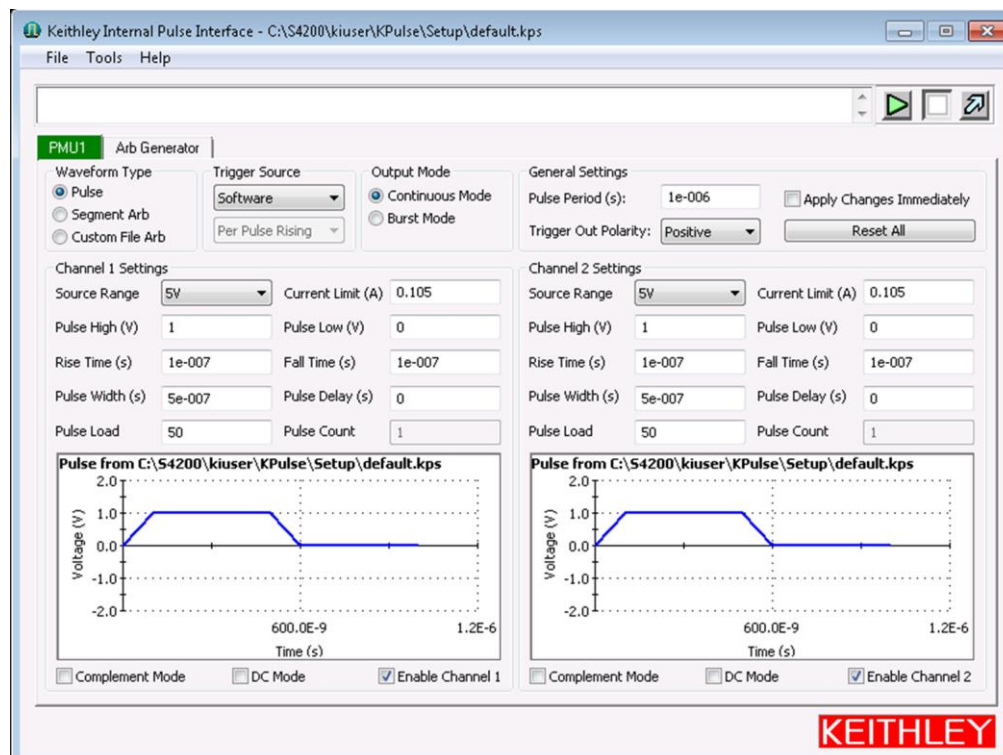 Keithley Internal Pulse Interface - C:\S4200\kiuser\KPulse\Setup\default.kps
File Tools Help
PMU1 Arb Generator
Waveform Type
Pulse
Segment Arb
Custom File Arb
Trigger Source
Software
Per Pulse Rising
Output Mode
Continuous Mode
Burst Mode
General Settings
Pulse Period (s): 1e-006
Apply Changes Immediately
Trigger Out Polarity: Positive
Reset All
Channel 1 Settings
Source Range 5V Current Limit (A) 0.105
Pulse High (V) 1 Pulse Low (V) 0
Rise Time (s) 1e-007 Fall Time (s) 1e-007
Pulse Width (s) 5e-007 Pulse Delay (s) 0
Pulse Load 50 Pulse Count 1
Pulse from C:\S4200\kiuser\KPulse\Setup\default.kps
2.0
1.0
0.0
-1.0
-2.0
Voltage (V)
600.0E-9 1.2E-6
Time (s)
Complement Mode DC Mode Enable Channel 1
Channel 2 Settings
Source Range 5V Current Limit (A) 0.105
Pulse High (V) 1 Pulse Low (V) 0
Rise Time (s) 1e-007 Fall Time (s) 1e-007
Pulse Width (s) 5e-007 Pulse Delay (s) 0
Pulse Load 50 Pulse Count 1
Pulse from C:\S4200\kiuser\KPulse\Setup\default.kps
2.0
1.0
0.0
-1.0
-2.0
Voltage (V)
600.0E-9 1.2E-6
Time (s)
Complement Mode DC Mode Enable Channel 2
KEITHLEY